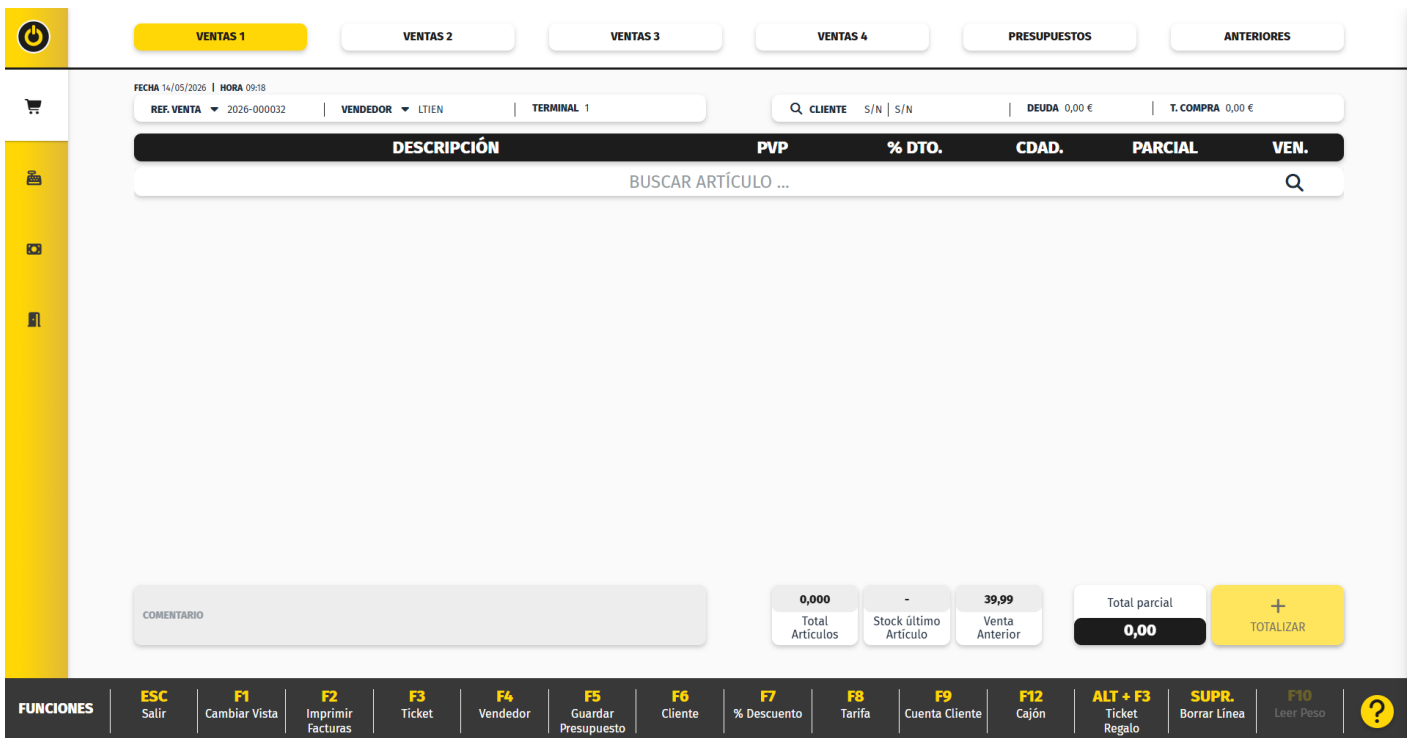 VENTAS 1 VENTAS 2 VENTAS 3 VENTAS 4 PRESUPUESTOS ANTERIORES
FECHA 14/05/2026 | HORA 09:18
REF. VENTA 2026-000032 | VENDEDOR LTIEN | TERMINAL 1
CLIENTE S/N | S/N | DEUDA 0,00 € | T. COMPRA 0,00 €
DESCRIPCIÓN PVP % DTO. CDAD. PARCIAL VEN.
BUSCAR ARTÍCULO ...
COMENTARIO
0,000
Total
Artículos
-
Stock último
Artículo
39,99
Venta
Anterior
Total parcial
0,00
+
TOTALIZAR
FUNCIONES
ESC
Salir
F1
Cambiar Vista
F2
Imprimir
Facturas
F3
Ticket
F4
Vendedor
F5
Guardar
Presupuesto
F6
Cliente
F7
% Descuento
F8
Tarifa
F9
Cuenta Cliente
F12
Cajón
ALT + F3
Ticket
Regalo
SUPR.
Borrar Línea
F10
Leer Peso
?